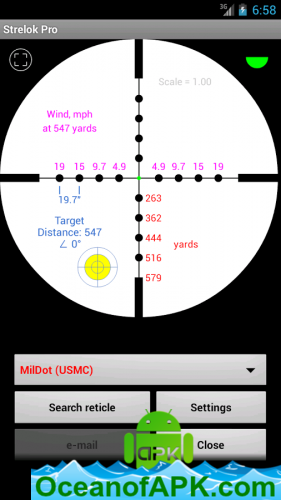 3G 6:58
Strelok Pro
Scale = 1.00
Wind, mph
at 547 yards
19 15 9.7 4.9 4.9 9.7 15 19
19.7"
263
Target
Distance: 547
∠ 0°
362
444 yards
516
579
MilDot (USMC)
Search reticle Settings
e-mail Close
apk
OceanofAPK.com